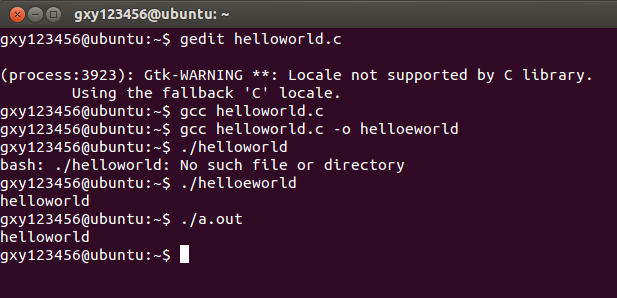 gxy123456@ubuntu: ~
gxy123456@ubuntu:~$ gedit helloworld.c
(process:3923): Gtk-WARNING **: Locale not supported by C library.
        Using the fallback 'C' locale.
gxy123456@ubuntu:~$ gcc helloworld.c
gxy123456@ubuntu:~$ gcc helloworld.c -o helloeworld
gxy123456@ubuntu:~$ ./helloworld
bash: ./helloworld: No such file or directory
gxy123456@ubuntu:~$ ./helloeworld
helloworld
gxy123456@ubuntu:~$ ./a.out
helloworld
gxy123456@ubuntu:~$